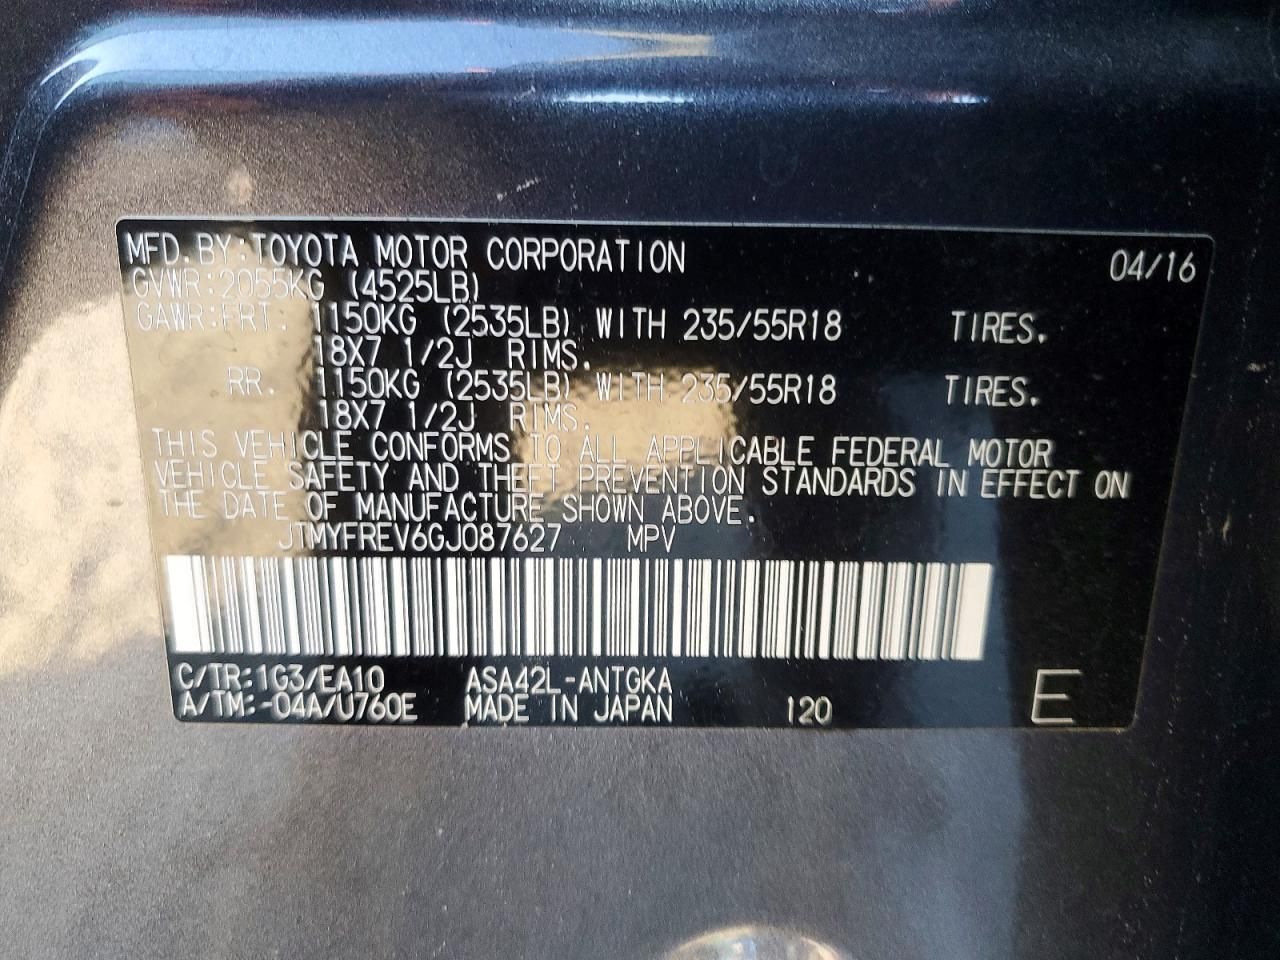 MFD.BY:TOYOTA MOTOR CORPORATION 04/16
GVWR:2055KG (4525LB)
GAWR:FRT. 1150KG (2535LB) WITH 235/55R18 TIRES.
18X7 1/2J RIMS.
RR. 1150KG (2535LB) WITH 235/55R18 TIRES.
18X7 1/2J RIMS.
THIS VEHICLE CONFORMS TO ALL APPLICABLE FEDERAL MOTOR
VEHICLE SAFETY AND THEFT PREVENTION STANDARDS IN EFFECT ON
THE DATE OF MANUFACTURE SHOWN ABOVE.
JTMYFREV6GJ087627 MPV
C/TR:1G3/EA10 ASA42L-ANTGKA
A/TM:-04A/U760E MADE IN JAPAN 120 E